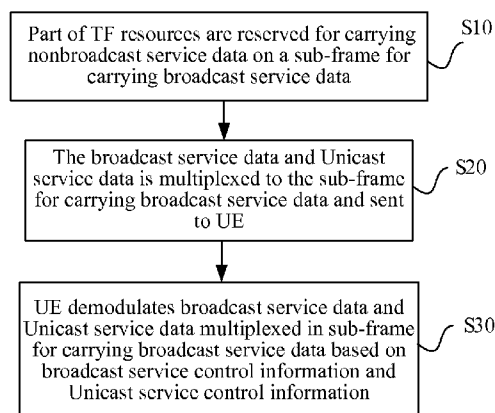 Part of TF resources are reserved for carrying
nonbroadcast service data on a sub-frame for
carrying broadcast service data
S10
The broadcast service data and Unicast
service data is multiplexed to the sub-frame
for carrying broadcast service data and sent
to UE
S20
UE demodulates broadcast service data and
Unicast service data multiplexed in sub-frame
for carrying broadcast service data based on
broadcast service control information and
Unicast service control information
S30